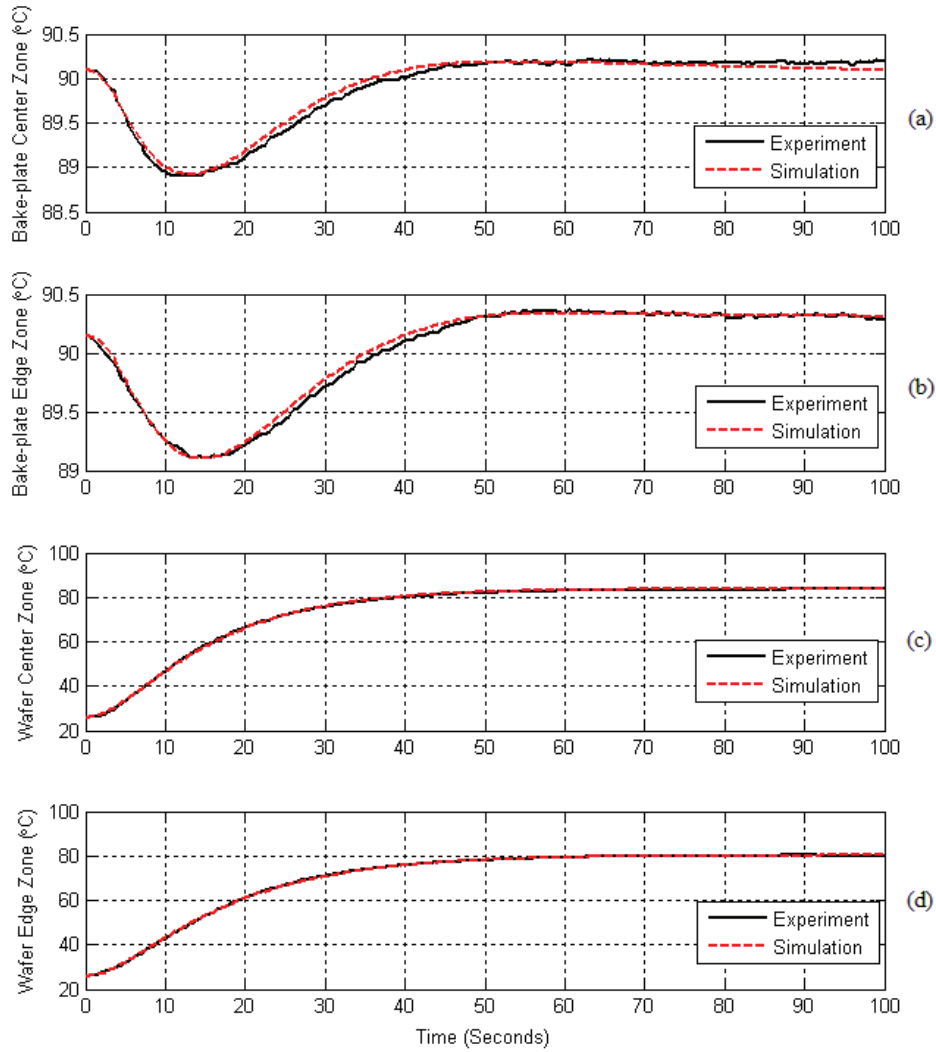 90.5
90
89.5
89
88.5
0 10 20 30 40 50 60 70 80 90 100
Bake-plate Center Zone (°C)
Experiment
Simulation
(a)
90.5
90
89.5
89
0 10 20 30 40 50 60 70 80 90 100
Bake-plate Edge Zone (°C)
Experiment
Simulation
(b)
100
80
60
40
20
0 10 20 30 40 50 60 70 80 90 100
Wafer Center Zone (°C)
Experiment
Simulation
(c)
100
80
60
40
20
0 10 20 30 40 50 60 70 80 90 100
Wafer Edge Zone (°C)
Experiment
Simulation
(d)
Time (Seconds)